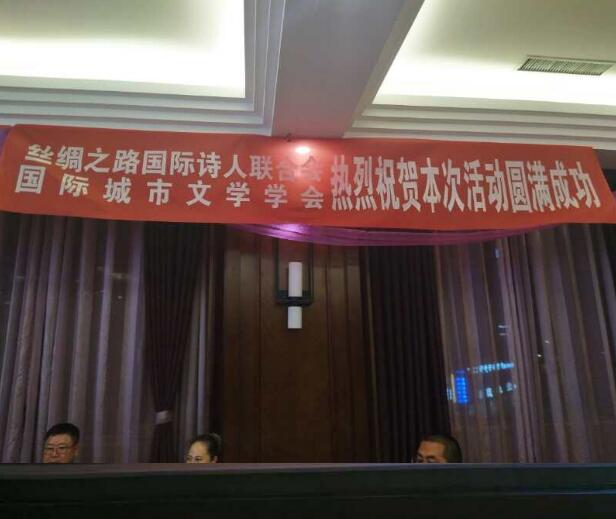 丝绸之路国际诗人联合会
国际城市文学学会
热烈祝贺本次活动圆满成功